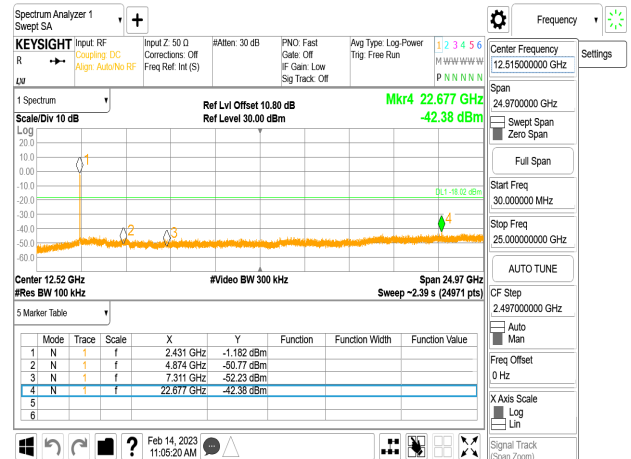 Spectrum Analyzer 1
Swept SA
Frequency
KEYSIGHT
R
Input: RF
Coupling: DC
Align: Auto/No RF
Input Z: 50 Ω
Corrections: Off
Freq Ref: Int (S)
#Atten: 30 dB
PNO: Fast
Gate: Off
IF Gain: Low
Sig Track: Off
Avg Type: Log-Power
Trig: Free Run
1 2 3 4 5 6
M W W W W W
P N N N N N
Center Frequency
12.515000000 GHz
Settings
1 Spectrum
Scale/Div 10 dB
Ref Lvl Offset 10.80 dB
Ref Level 30.00 dBm
Mkr4 22.677 GHz
-42.38 dBm
Span
24.9700000 GHz
Swept Span
Zero Span
Full Span
Start Freq
30.000000 MHz
Stop Freq
25.000000000 GHz
AUTO TUNE
CF Step
2.497000000 GHz
Auto
Man
Freq Offset
0 Hz
X Axis Scale
Log
Lin
Signal Track
(Span Zoom)
Log
20.0
10.0
0.00
-10.0
-20.0
-30.0
-40.0
-50.0
-60.0
1
2
3
4
DL1 -18.02 dBm
Center 12.52 GHz
#Video BW 300 kHz
Span 24.97 GHz
#Res BW 100 kHz
Sweep ~2.39 s (24971 pts)
5 Marker Table
Mode Trace Scale X Y Function Function Width Function Value
1 N 1 f 2.431 GHz -1.182 dBm
2 N 1 f 4.874 GHz -50.77 dBm
3 N 1 f 7.311 GHz -52.23 dBm
4 N 1 f 22.677 GHz -42.38 dBm
5
6
?
Feb 14, 2023
11:05:20 AM